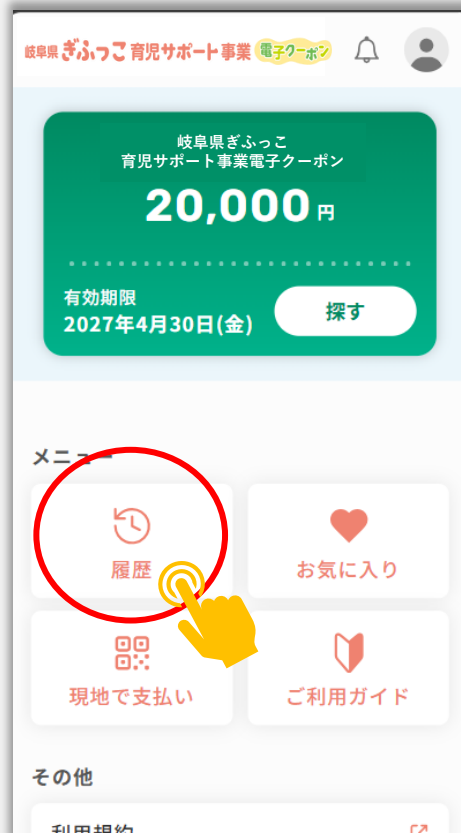 岐阜県 ぎふっこ 育児サポート事業 電子クーポン
岐阜県ぎふっこ
育児サポート事業電子クーポン
20,000 円
有効期限
2027年4月30日(金)
探す
メニュー
履歴
お気に入り
現地で支払い
ご利用ガイド
その他
利用規約